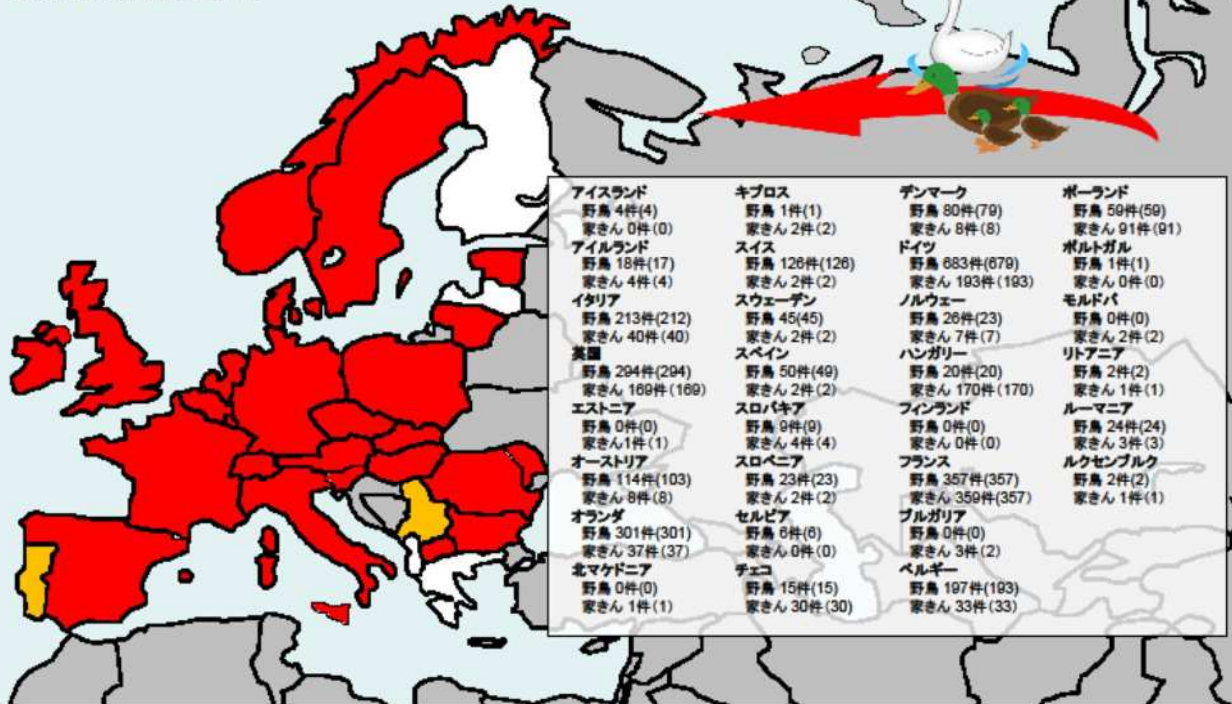 アイスランド
野鳥 4件(4)
家きん 0件(0)
アイルランド
野鳥 18件(17)
家きん 4件(4)
イタリア
野鳥 213件(212)
家きん 40件(40)
英国
野鳥 294件(294)
家きん 169件(169)
エストニア
野鳥 0件(0)
家きん1件(1)
オーストリア
野鳥 114件(103)
家きん 8件(8)
オランダ
野鳥 301件(301)
家きん 37件(37)
北マケドニア
野鳥 0件(0)
家きん 1件(1)
キプロス
野鳥 1件(1)
家きん 2件(2)
スイス
野鳥 126件(126)
家きん 2件(2)
スウェーデン
野鳥 45(45)
家きん 2件(2)
スペイン
野鳥 50件(49)
家きん 2件(2)
スロバキア
野鳥 9件(9)
家きん 4件(4)
スロベニア
野鳥 23件(23)
家きん 2件(2)
セルビア
野鳥 6件(6)
家きん 0件(0)
チェコ
野鳥 15件(15)
家きん 30件(30)
デンマーク
野鳥 80件(79)
家きん 8件(8)
ドイツ
野鳥 683件(679)
家きん 193件(193)
ノルウェー
野鳥 26件(23)
家きん 7件(7)
ハンガリー
野鳥 20件(20)
家きん 170件(170)
フィンランド
野鳥 0件(0)
家きん 0件(0)
フランス
野鳥 357件(357)
家きん 359件(357)
ブルガリア
野鳥 0件(0)
家きん 3件(2)
ベルギー
野鳥 197件(193)
家きん 33件(33)
ポーランド
野鳥 59件(59)
家きん 91件(91)
ポルトガル
野鳥 1件(1)
家きん 0件(0)
モルドバ
野鳥 0件(0)
家きん 2件(2)
リトアニア
野鳥 2件(2)
家きん 1件(1)
ルーマニア
野鳥 24件(24)
家きん 3件(3)
ルクセンブルク
野鳥 2件(2)
家きん 1件(1)